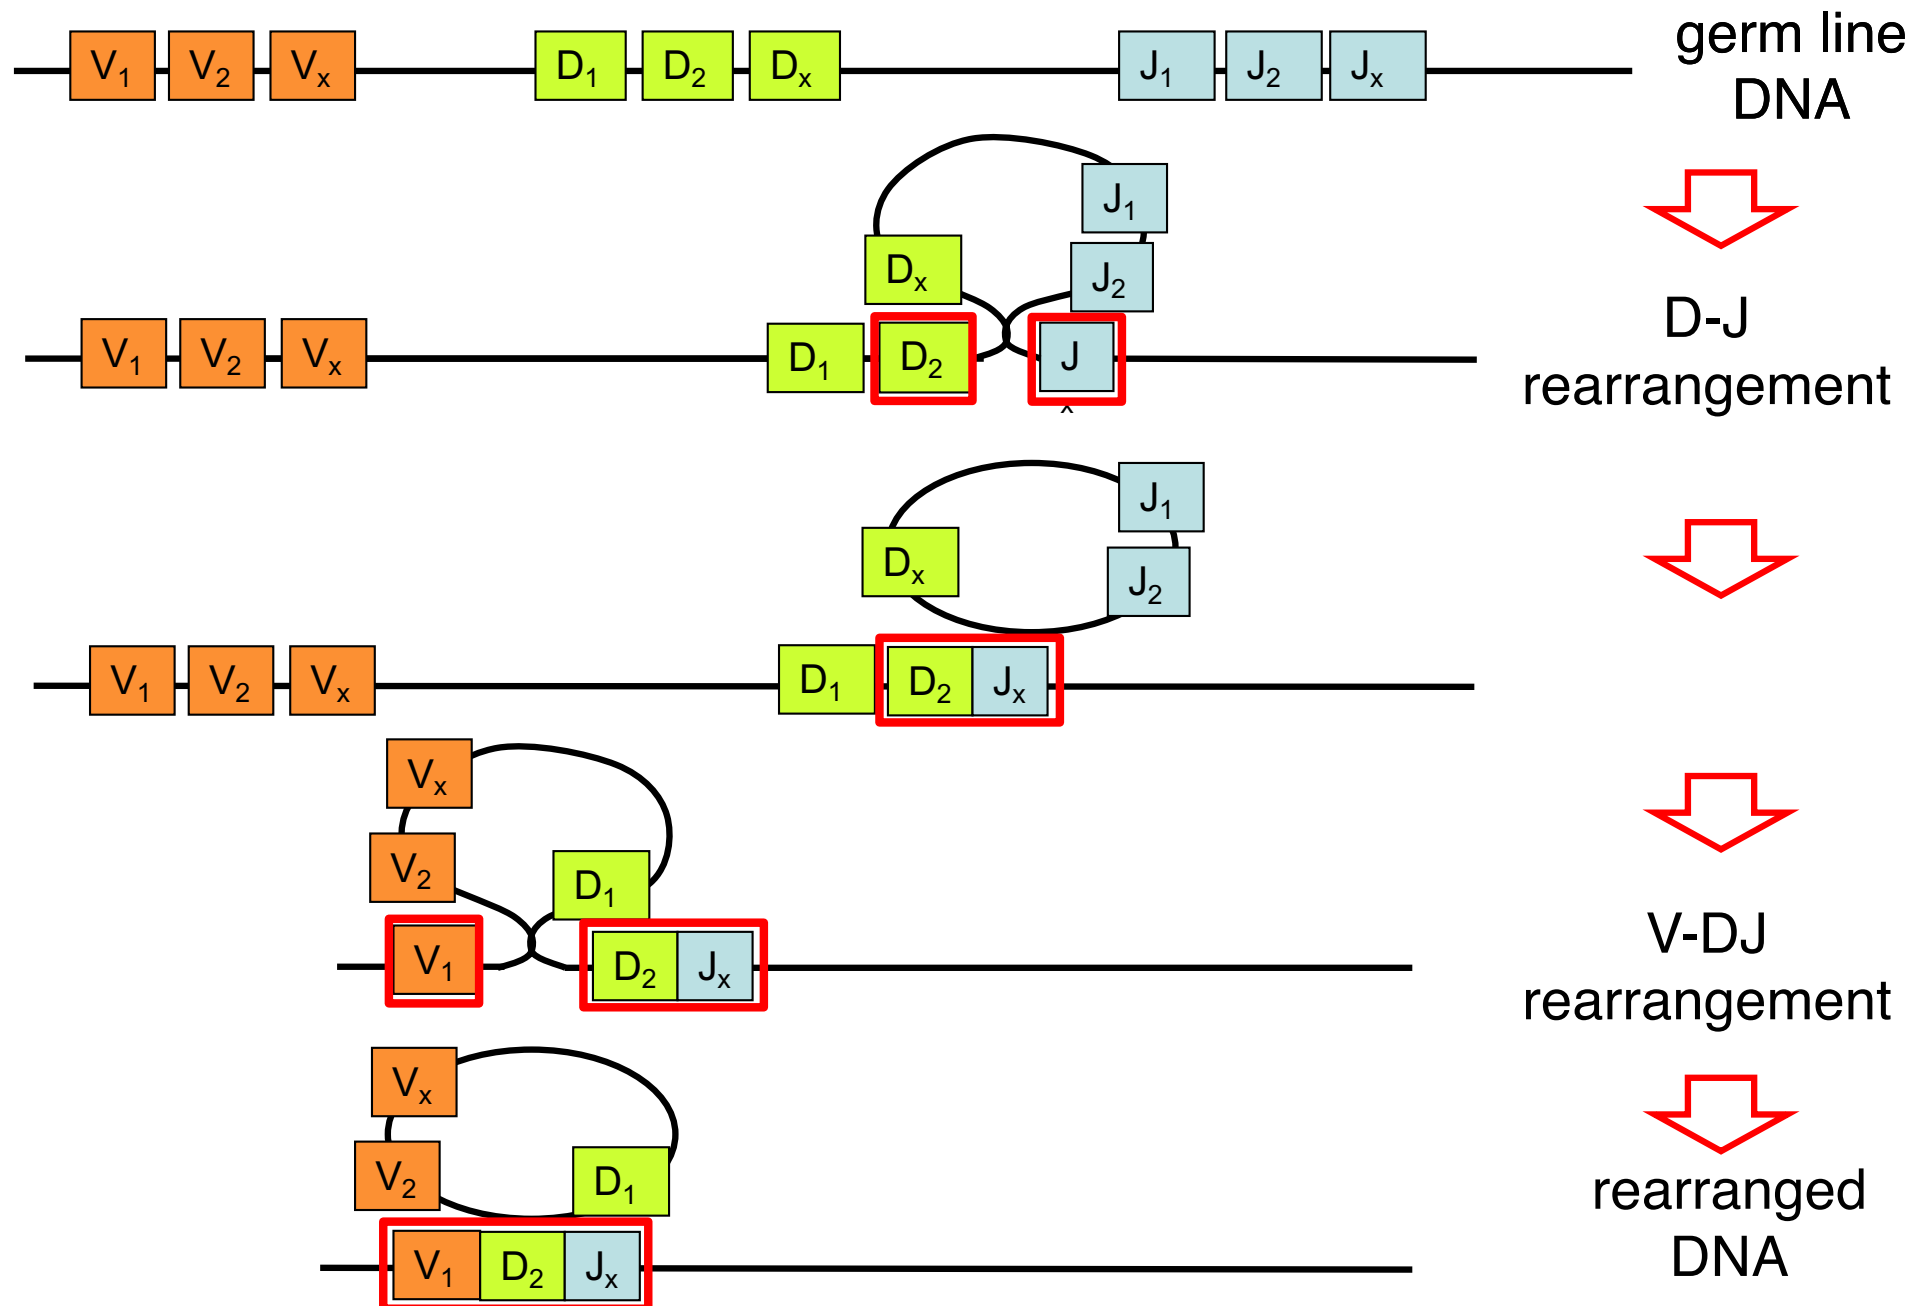 V₁ V₂ Vₓ D₁ D₂ Dₓ J₁ J₂ Jₓ
germ line
DNA
J₁
Dₓ
J₂
V₁ V₂ Vₓ D₁ D₂ J
x
D-J
rearrangement
J₁
Dₓ
J₂
V₁ V₂ Vₓ D₁ D₂ Jₓ
Vₓ
V₂
D₁
V₁ D₂ Jₓ
V-DJ
rearrangement
Vₓ
V₂ D₁
V₁ D₂ Jₓ
rearranged
DNA